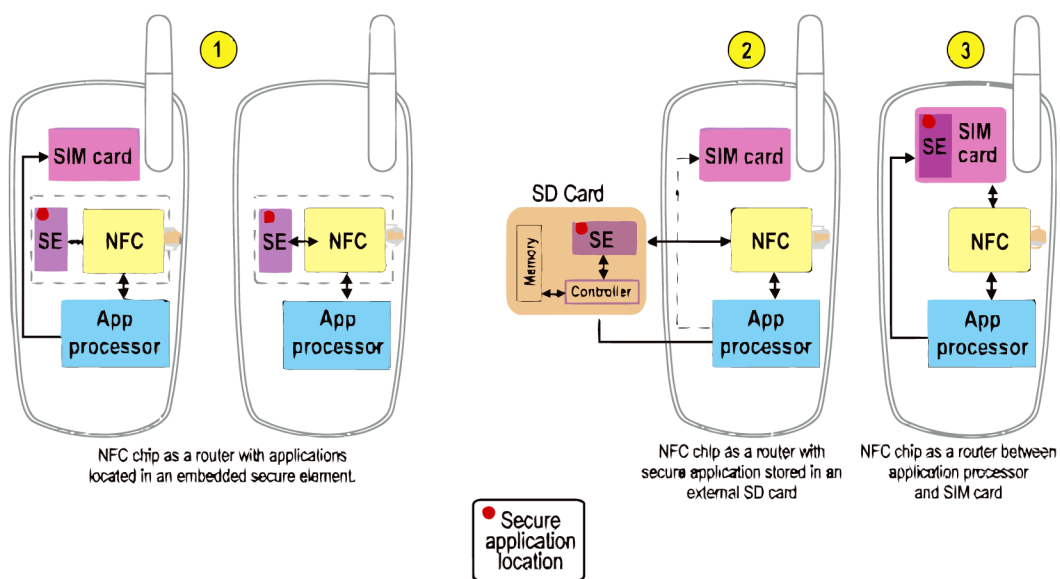 1
SIM card
SE
NFC
App
processor
SE
NFC
App
processor
NFC chip as a router with applications
located in an embedded secure element.
2
SIM card
SD Card
SE
Memory
Controller
NFC
App
processor
NFC chip as a router with
secure application stored in an
external SD card
3
SE
SIM
card
NFC
App
processor
NFC chip as a router between
application processor
and SIM card
Secure
application
location